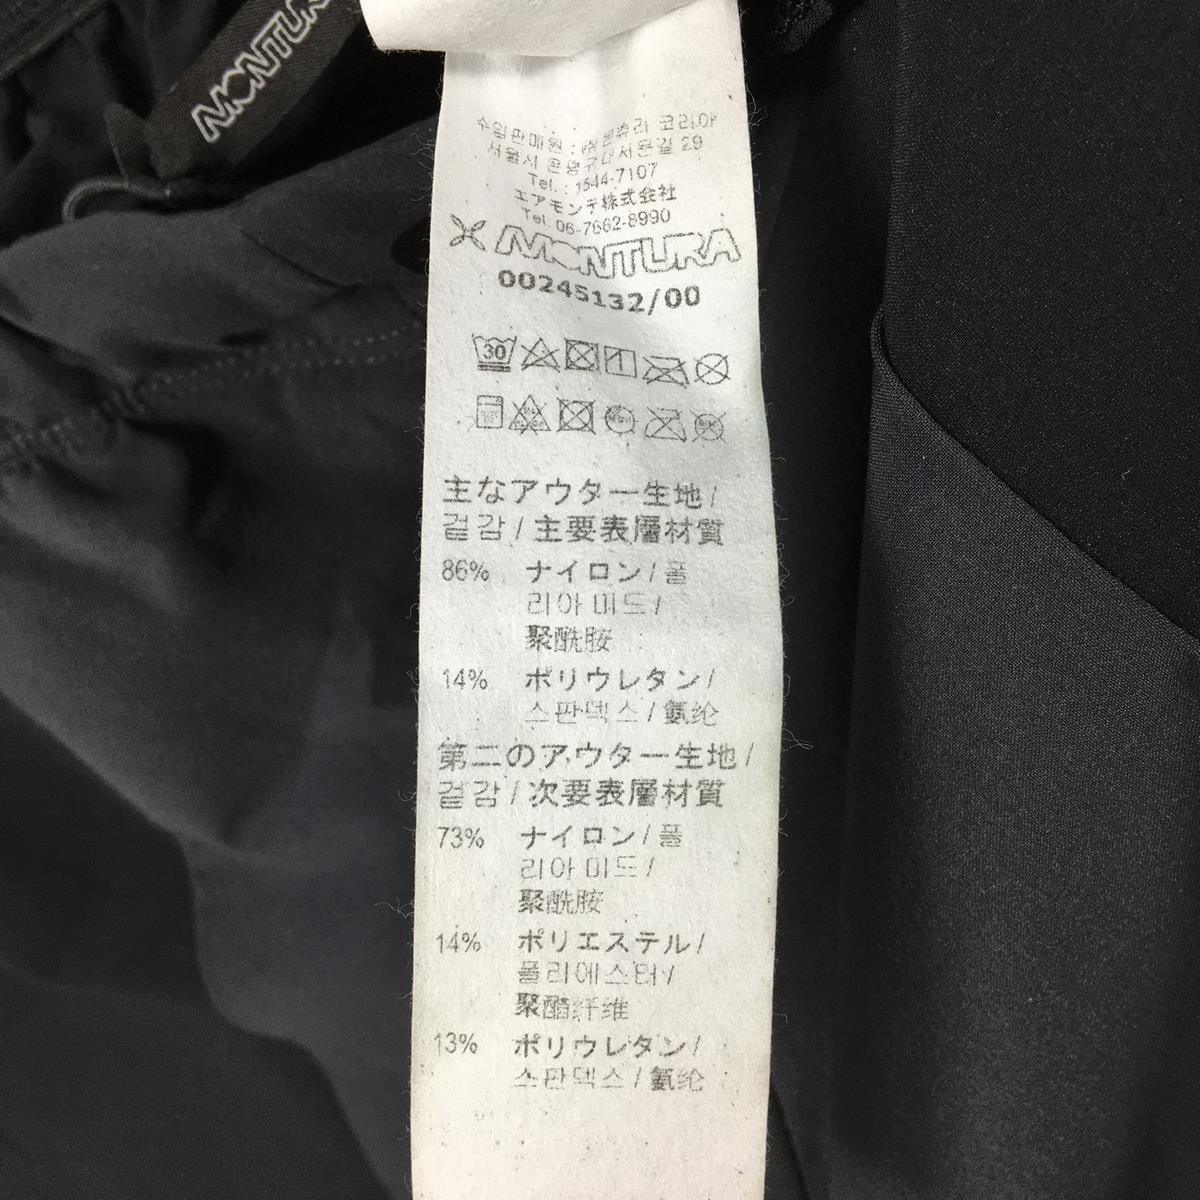 MONTURA
수입판매원 : ㈜몬츄라 코리아
서울시 은평구 대서문길 29
Tel. : 1544-7107
エアモンテ株式会社
Tel. 06-7662-8990
MONTURA
00245132/00
30
主なアウター生地/
겉감/主要表層材質
86% ナイロン/폴
리아미드/
聚酰胺
14% ポリウレタン/
스판덱스/氨纶
第二のアウター生地/
겉감/次要表層材質
73% ナイロン/폴
리아미드/
聚酰胺
14% ポリエステル/
폴리에스터/
聚酯纤维
13% ポリウレタン/
스판덱스/氨纶